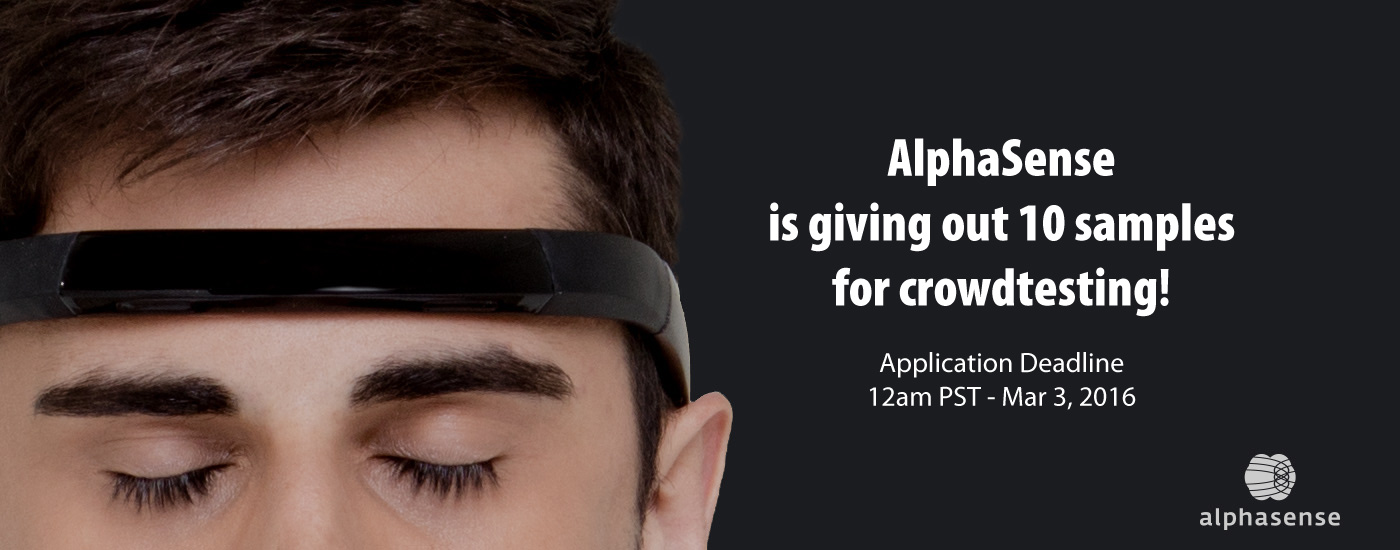 AlphaSense
is giving out 10 samples
for crowdtesting!
Application Deadline
12am PST - Mar 3, 2016
alphasense